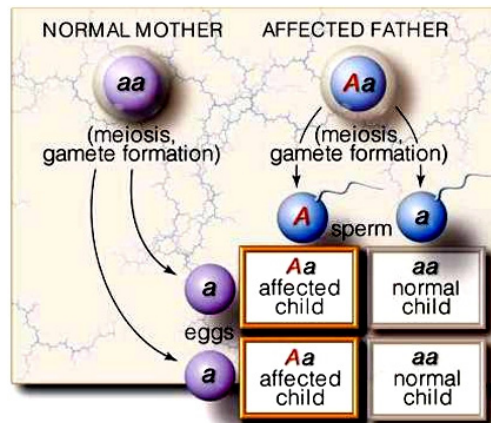 NORMAL MOTHER
AFFECTED FATHER
aa
Aa
(meiosis,
gamete formation)
(meiosis,
gamete formation)
A
sperm
a
a
eggs
a
Aa
affected
child
aa
normal
child
Aa
affected
child
aa
normal
child